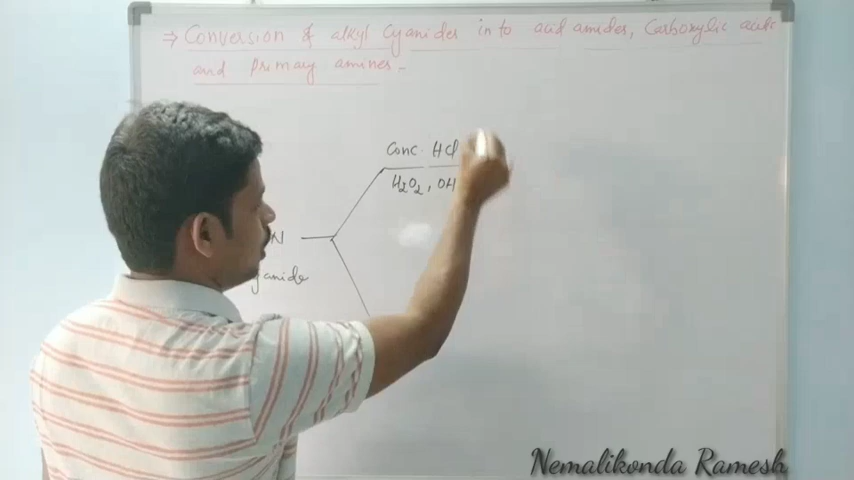 ⇒ Conversion of alkyl Cyanides into acid amides, Carboxylic acids
and Primary amines -
Conc. HCl
H2O2, OH
N
yanide
Nemalikonda Ramesh